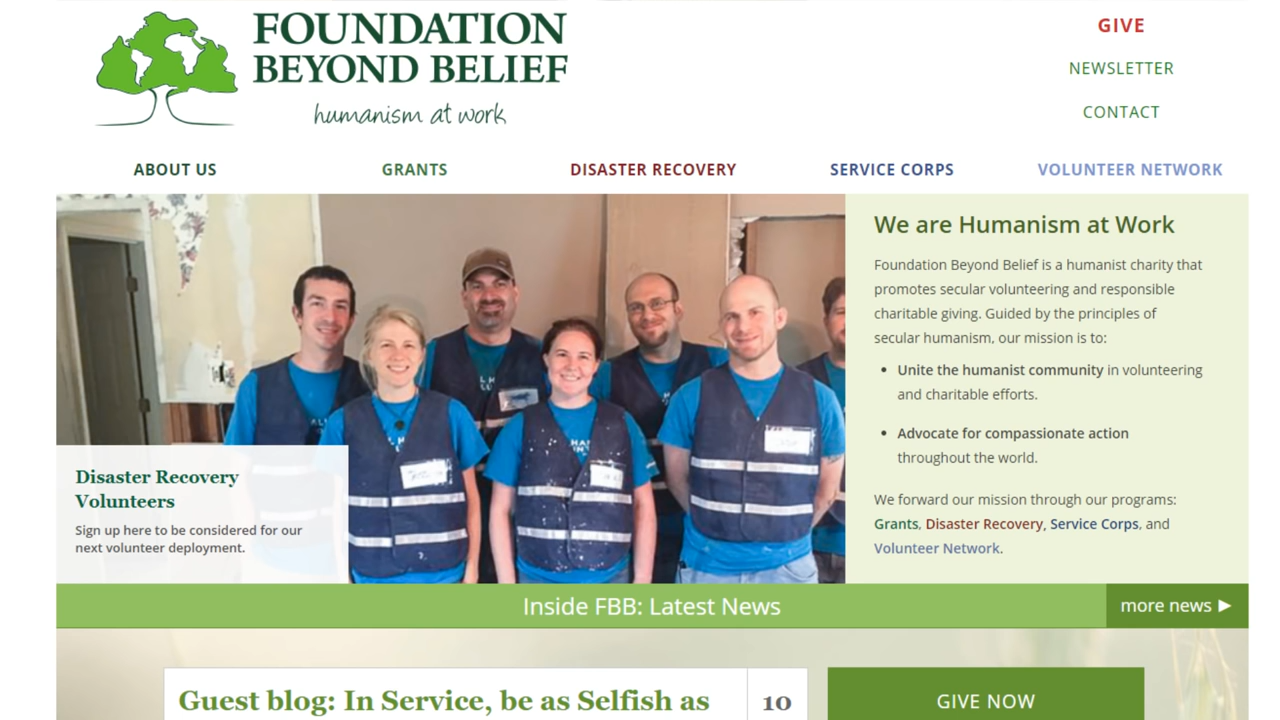 FOUNDATION
BEYOND BELIEF
humanism at work
GIVE
NEWSLETTER
CONTACT
ABOUT US
GRANTS
DISASTER RECOVERY
SERVICE CORPS
VOLUNTEER NETWORK
Disaster Recovery
Volunteers
Sign up here to be considered for our
next volunteer deployment.
We are Humanism at Work
Foundation Beyond Belief is a humanist charity that
promotes secular volunteering and responsible
charitable giving. Guided by the principles of
secular humanism, our mission is to:
• Unite the humanist community in volunteering
and charitable efforts.
• Advocate for compassionate action
throughout the world.
We forward our mission through our programs:
Grants, Disaster Recovery, Service Corps, and
Volunteer Network.
Inside FBB: Latest News
more news ▶
Guest blog: In Service, be as Selfish as
10
GIVE NOW